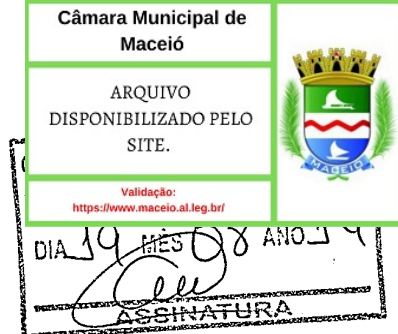 Câmara Municipal de
Maceió
ARQUIVO
DISPONIBILIZADO PELO
SITE.
Validação:
https://www.maceio.al.leg.br/
MACEIÓ
DIA 19 MÊS 08 ANO 19
ASSINATURA